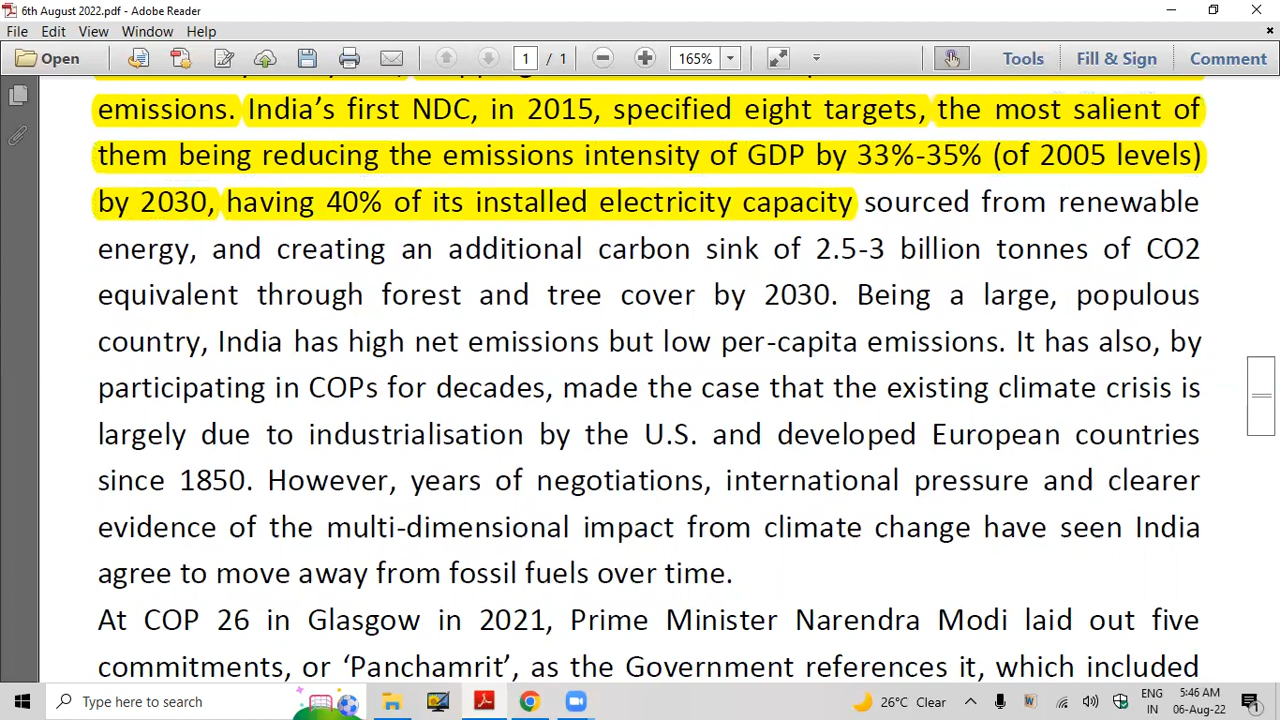 6th August 2022.pdf - Adobe Reader
File Edit View Window Help
Open 1 / 1 165% Tools Fill & Sign Comment
emissions. India's first NDC, in 2015, specified eight targets, the most salient of
them being reducing the emissions intensity of GDP by 33%-35% (of 2005 levels)
by 2030, having 40% of its installed electricity capacity sourced from renewable
energy, and creating an additional carbon sink of 2.5-3 billion tonnes of CO2
equivalent through forest and tree cover by 2030. Being a large, populous
country, India has high net emissions but low per-capita emissions. It has also, by
participating in COPs for decades, made the case that the existing climate crisis is
largely due to industrialisation by the U.S. and developed European countries
since 1850. However, years of negotiations, international pressure and clearer
evidence of the multi-dimensional impact from climate change have seen India
agree to move away from fossil fuels over time.
At COP 26 in Glasgow in 2021, Prime Minister Narendra Modi laid out five
commitments, or 'Panchamrit', as the Government references it, which included
Type here to search 26°C Clear ENG 5:46 AM
IN 06-Aug-22 1